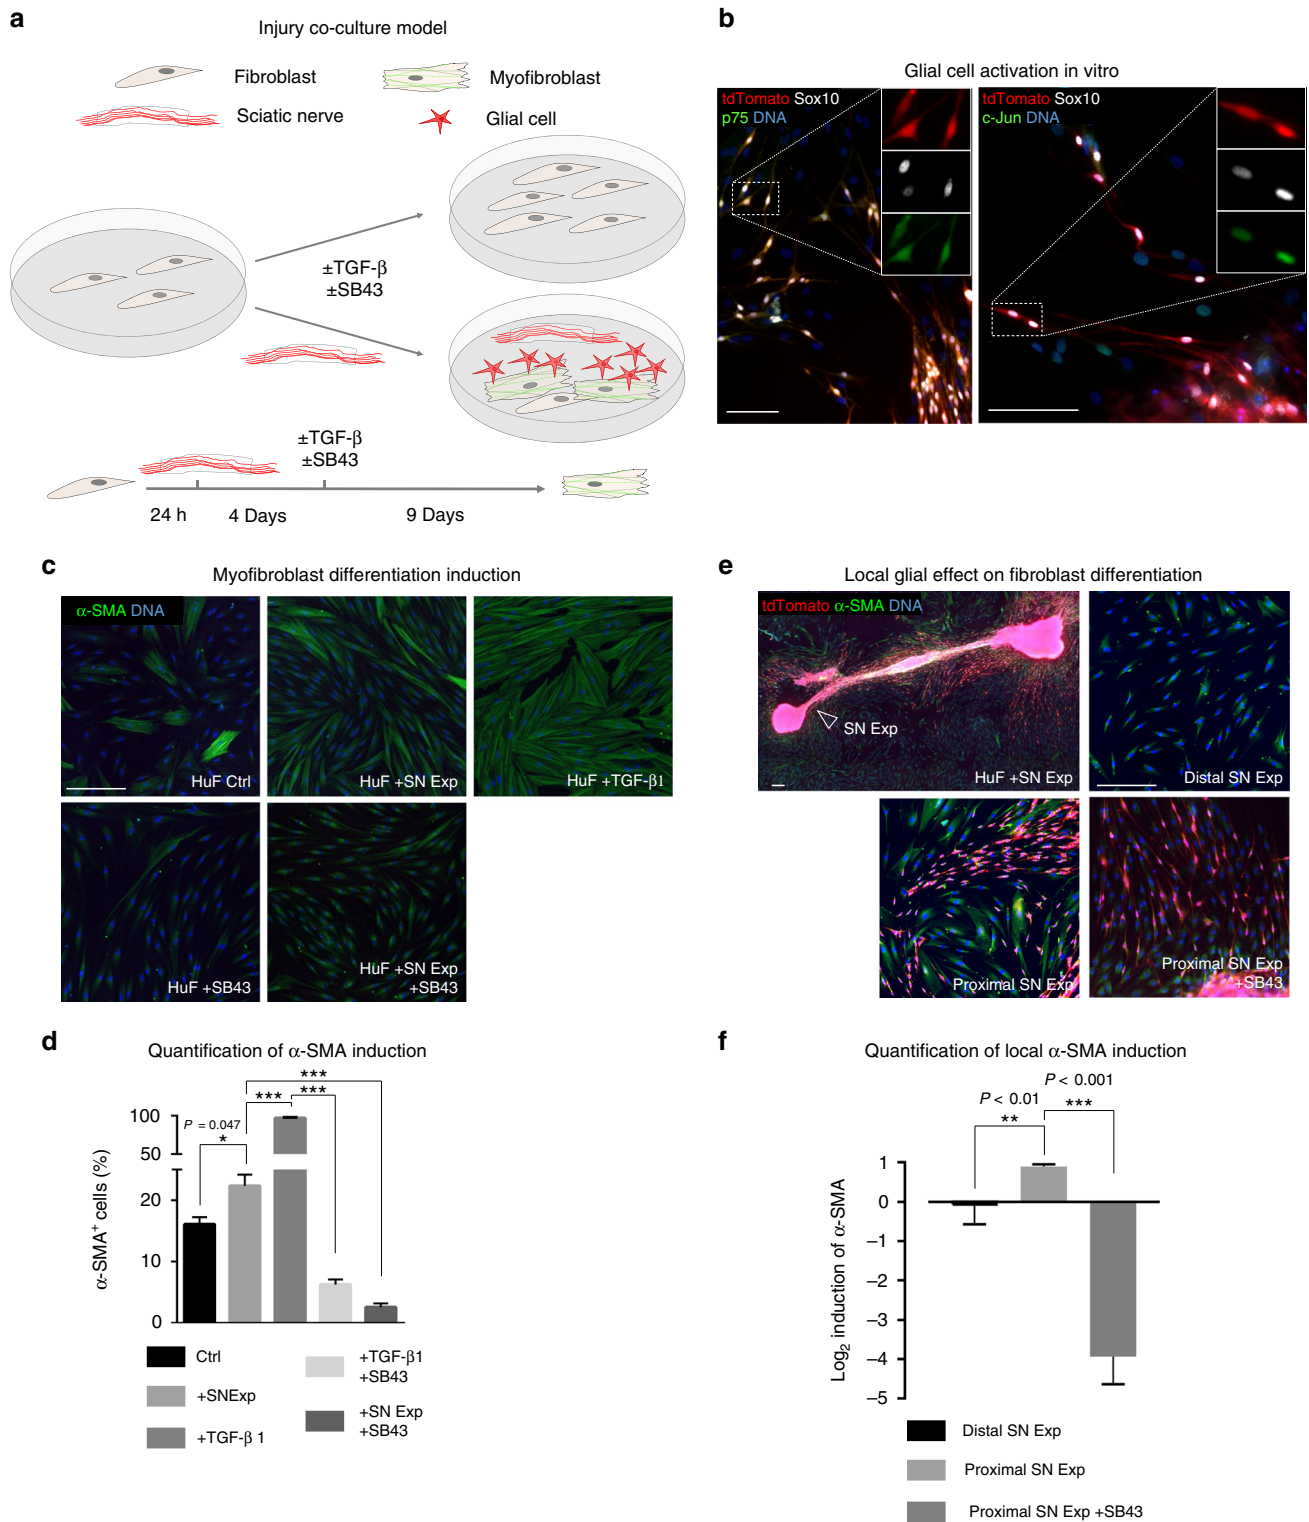 a
Injury co-culture model
Fibroblast
Myofibroblast
Sciatic nerve
Glial cell
±TGF-β
±SB43
±TGF-β
±SB43
24 h
4 Days
9 Days
b
Glial cell activation in vitro
tdTomato Sox10
p75 DNA
tdTomato Sox10
c-Jun DNA
c
Myofibroblast differentiation induction
α-SMA DNA
HuF Ctrl
HuF +SN Exp
HuF +TGF-β1
HuF +SB43
HuF +SN Exp
+SB43
d
Quantification of α-SMA induction
***
*** ***
P = 0.047
*
100
50
20
10
0
α-SMA⁺ cells (%)
Ctrl
+SNExp
+TGF-β 1
+TGF-β1
+SB43
+SN Exp
+SB43
e
Local glial effect on fibroblast differentiation
tdTomato α-SMA DNA
SN Exp
HuF +SN Exp
Distal SN Exp
Proximal SN Exp
Proximal SN Exp
+SB43
f
Quantification of local α-SMA induction
P < 0.001
P < 0.01
***
**
1
0
–1
–2
–3
–4
–5
Log₂ induction of α-SMA
Distal SN Exp
Proximal SN Exp
Proximal SN Exp +SB43